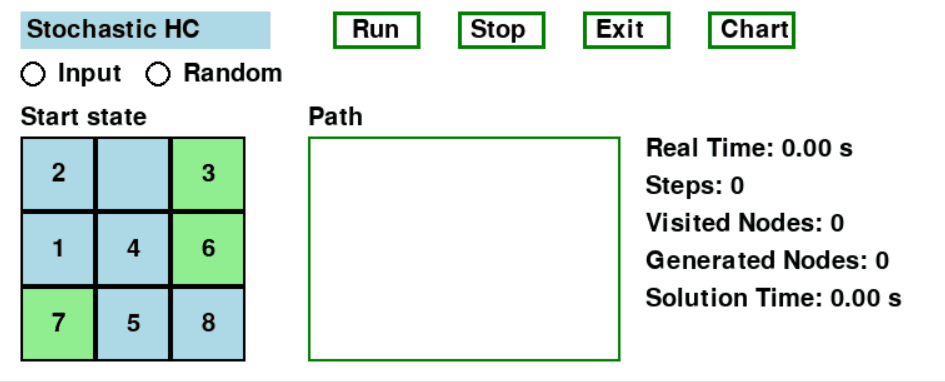 Stochastic HC Run Stop Exit Chart
Input Random
Start state Path
2 3
1 4 6
7 5 8
Real Time: 0.00 s
Steps: 0
Visited Nodes: 0
Generated Nodes: 0
Solution Time: 0.00 s